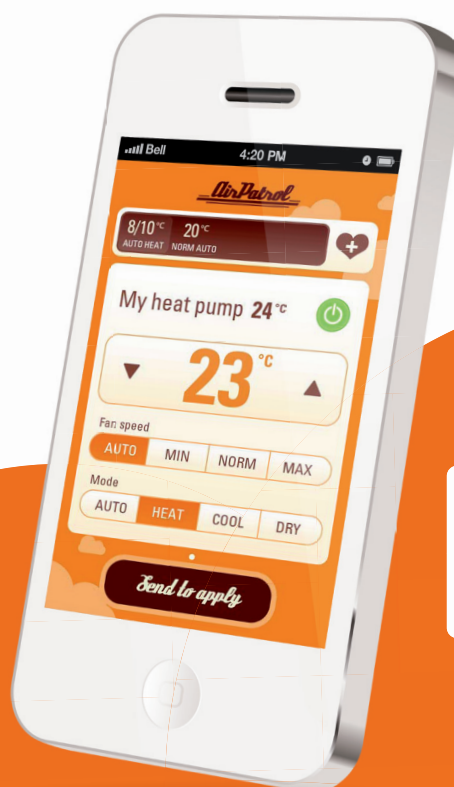 Bell 4:20 PM
AirPatrol
8/10°C 20°C
AUTO HEAT NORM AUTO
My heat pump 24°C
23°C
Fan speed
AUTO MIN NORM MAX
Mode
AUTO HEAT COOL DRY
Send to apply